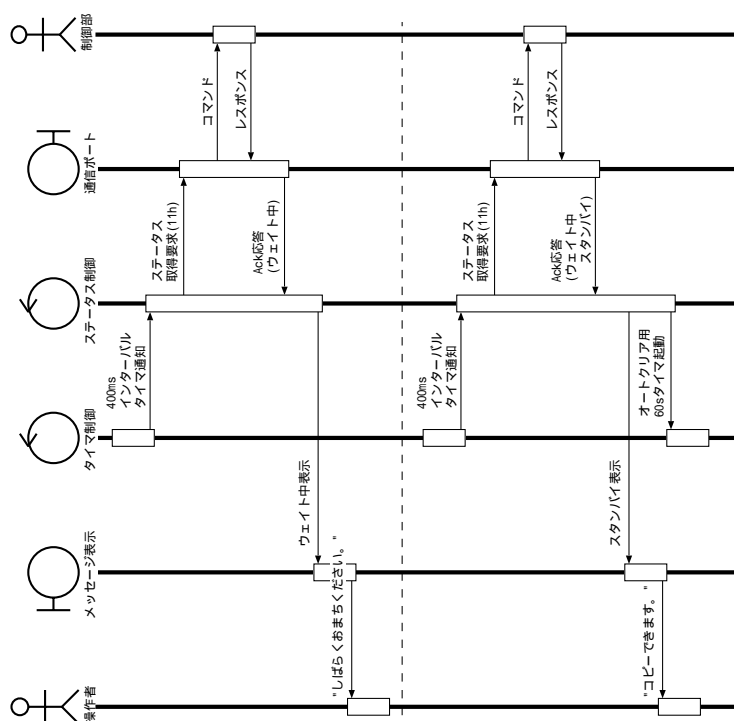 操作者
メッセージ表示
タイマ制御
ステータス制御
通信ポート
制御部
400ms
インターバル
タイマ通知
ステータス
取得要求(11h)
コマンド
レスポンス
Ack応答
(ウェイト中)
ウェイト中表示
"しばらくおまちください。"
400ms
インターバル
タイマ通知
ステータス
取得要求(11h)
コマンド
レスポンス
Ack応答
(ウェイト中
スタンバイ)
スタンバイ表示
"コピーできます。"
オートクリア用
60sタイマ起動